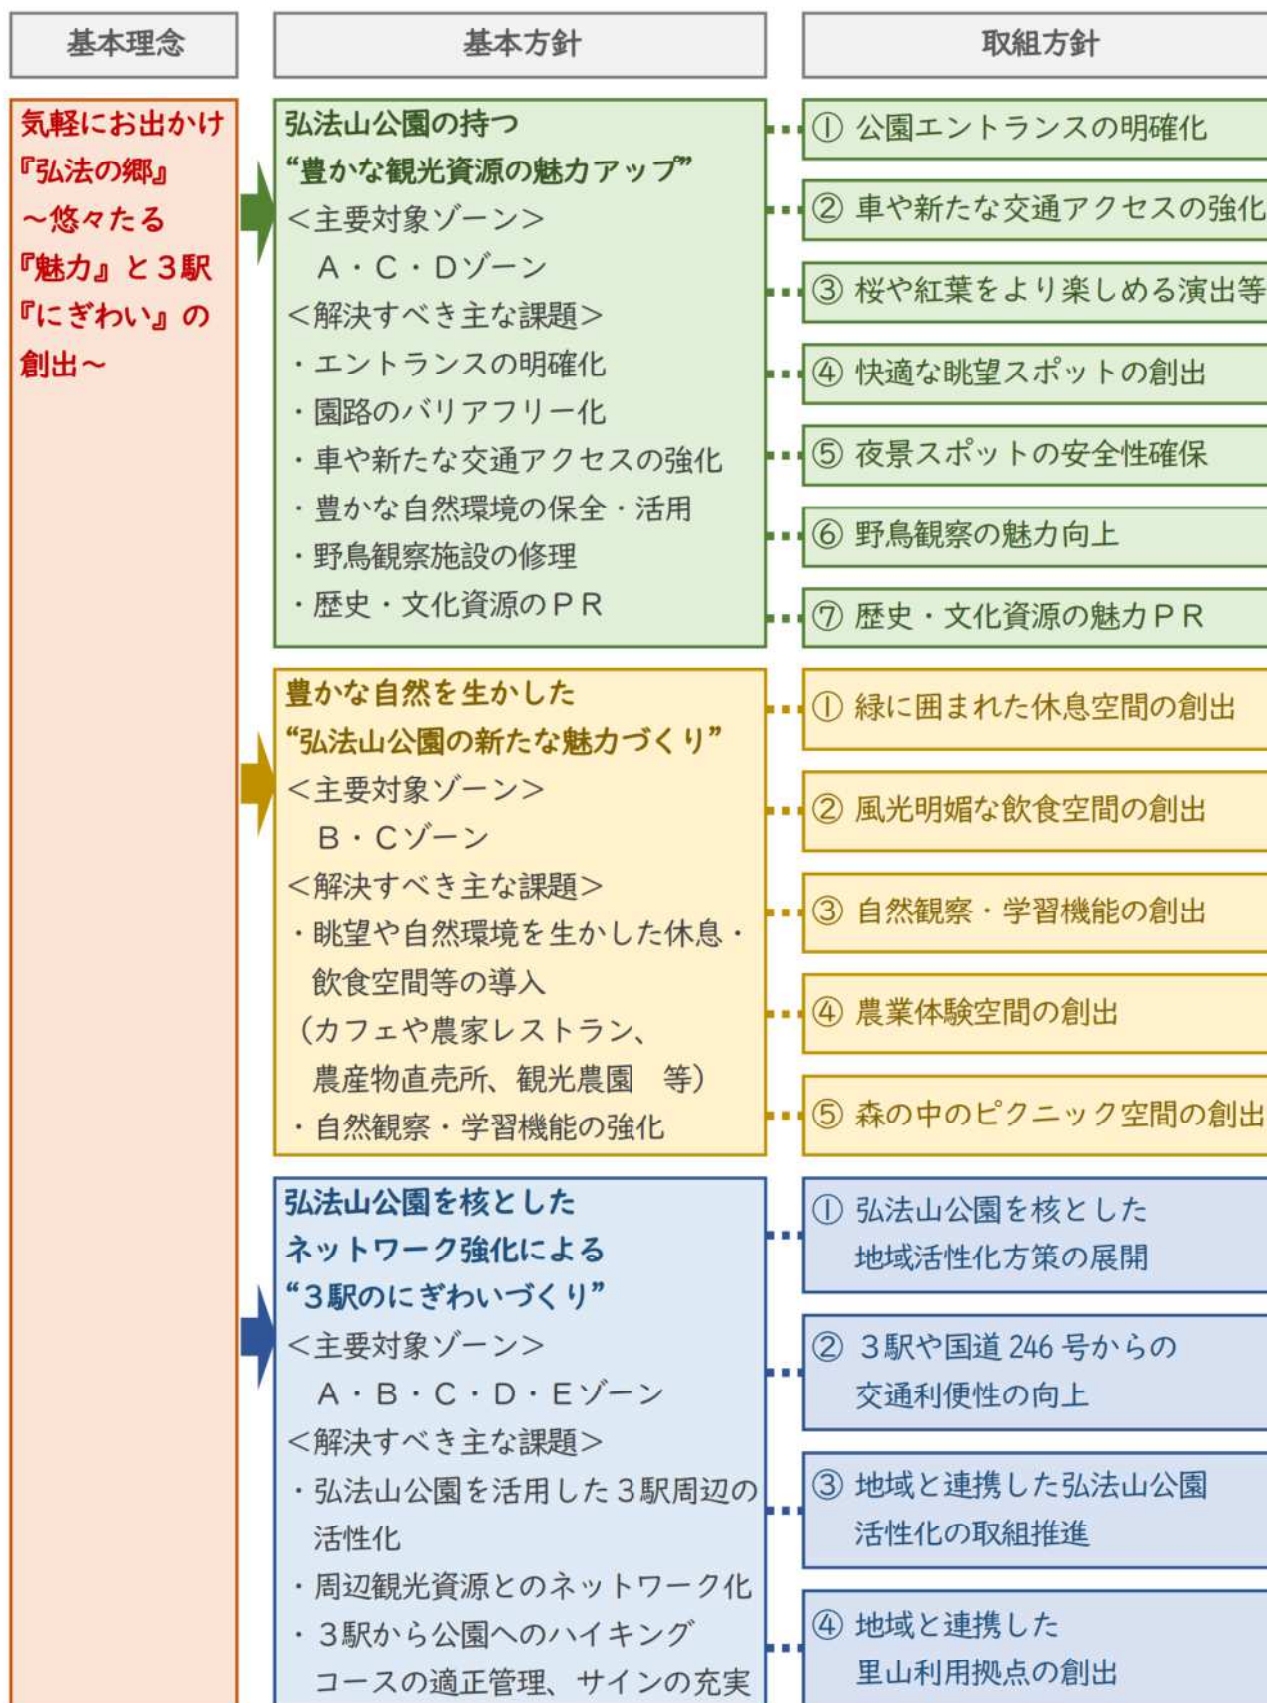 基本理念
基本方針
取組方針
気軽にお出かけ
『弘法の郷』
～悠々たる
『魅力』と３駅
『にぎわい』の
創出～
弘法山公園の持つ
“豊かな観光資源の魅力アップ”
＜主要対象ゾーン＞
Ａ・Ｃ・Ｄゾーン
＜解決すべき主な課題＞
・エントランスの明確化
・園路のバリアフリー化
・車や新たな交通アクセスの強化
・豊かな自然環境の保全・活用
・野鳥観察施設の修理
・歴史・文化資源のＰＲ
① 公園エントランスの明確化
② 車や新たな交通アクセスの強化
③ 桜や紅葉をより楽しめる演出等
④ 快適な眺望スポットの創出
⑤ 夜景スポットの安全性確保
⑥ 野鳥観察の魅力向上
⑦ 歴史・文化資源の魅力ＰＲ
豊かな自然を生かした
“弘法山公園の新たな魅力づくり”
＜主要対象ゾーン＞
Ｂ・Ｃゾーン
＜解決すべき主な課題＞
・眺望や自然環境を生かした休息・
飲食空間等の導入
（カフェや農家レストラン、
農産物直売所、観光農園　等）
・自然観察・学習機能の強化
① 緑に囲まれた休息空間の創出
② 風光明媚な飲食空間の創出
③ 自然観察・学習機能の創出
④ 農業体験空間の創出
⑤ 森の中のピクニック空間の創出
弘法山公園を核とした
ネットワーク強化による
“３駅のにぎわいづくり”
＜主要対象ゾーン＞
Ａ・Ｂ・Ｃ・Ｄ・Ｅゾーン
＜解決すべき主な課題＞
・弘法山公園を活用した３駅周辺の
活性化
・周辺観光資源とのネットワーク化
・３駅から公園へのハイキング
コースの適正管理、サインの充実
① 弘法山公園を核とした
地域活性化方策の展開
② ３駅や国道 246 号からの
交通利便性の向上
③ 地域と連携した弘法山公園
活性化の取組推進
④ 地域と連携した
里山利用拠点の創出